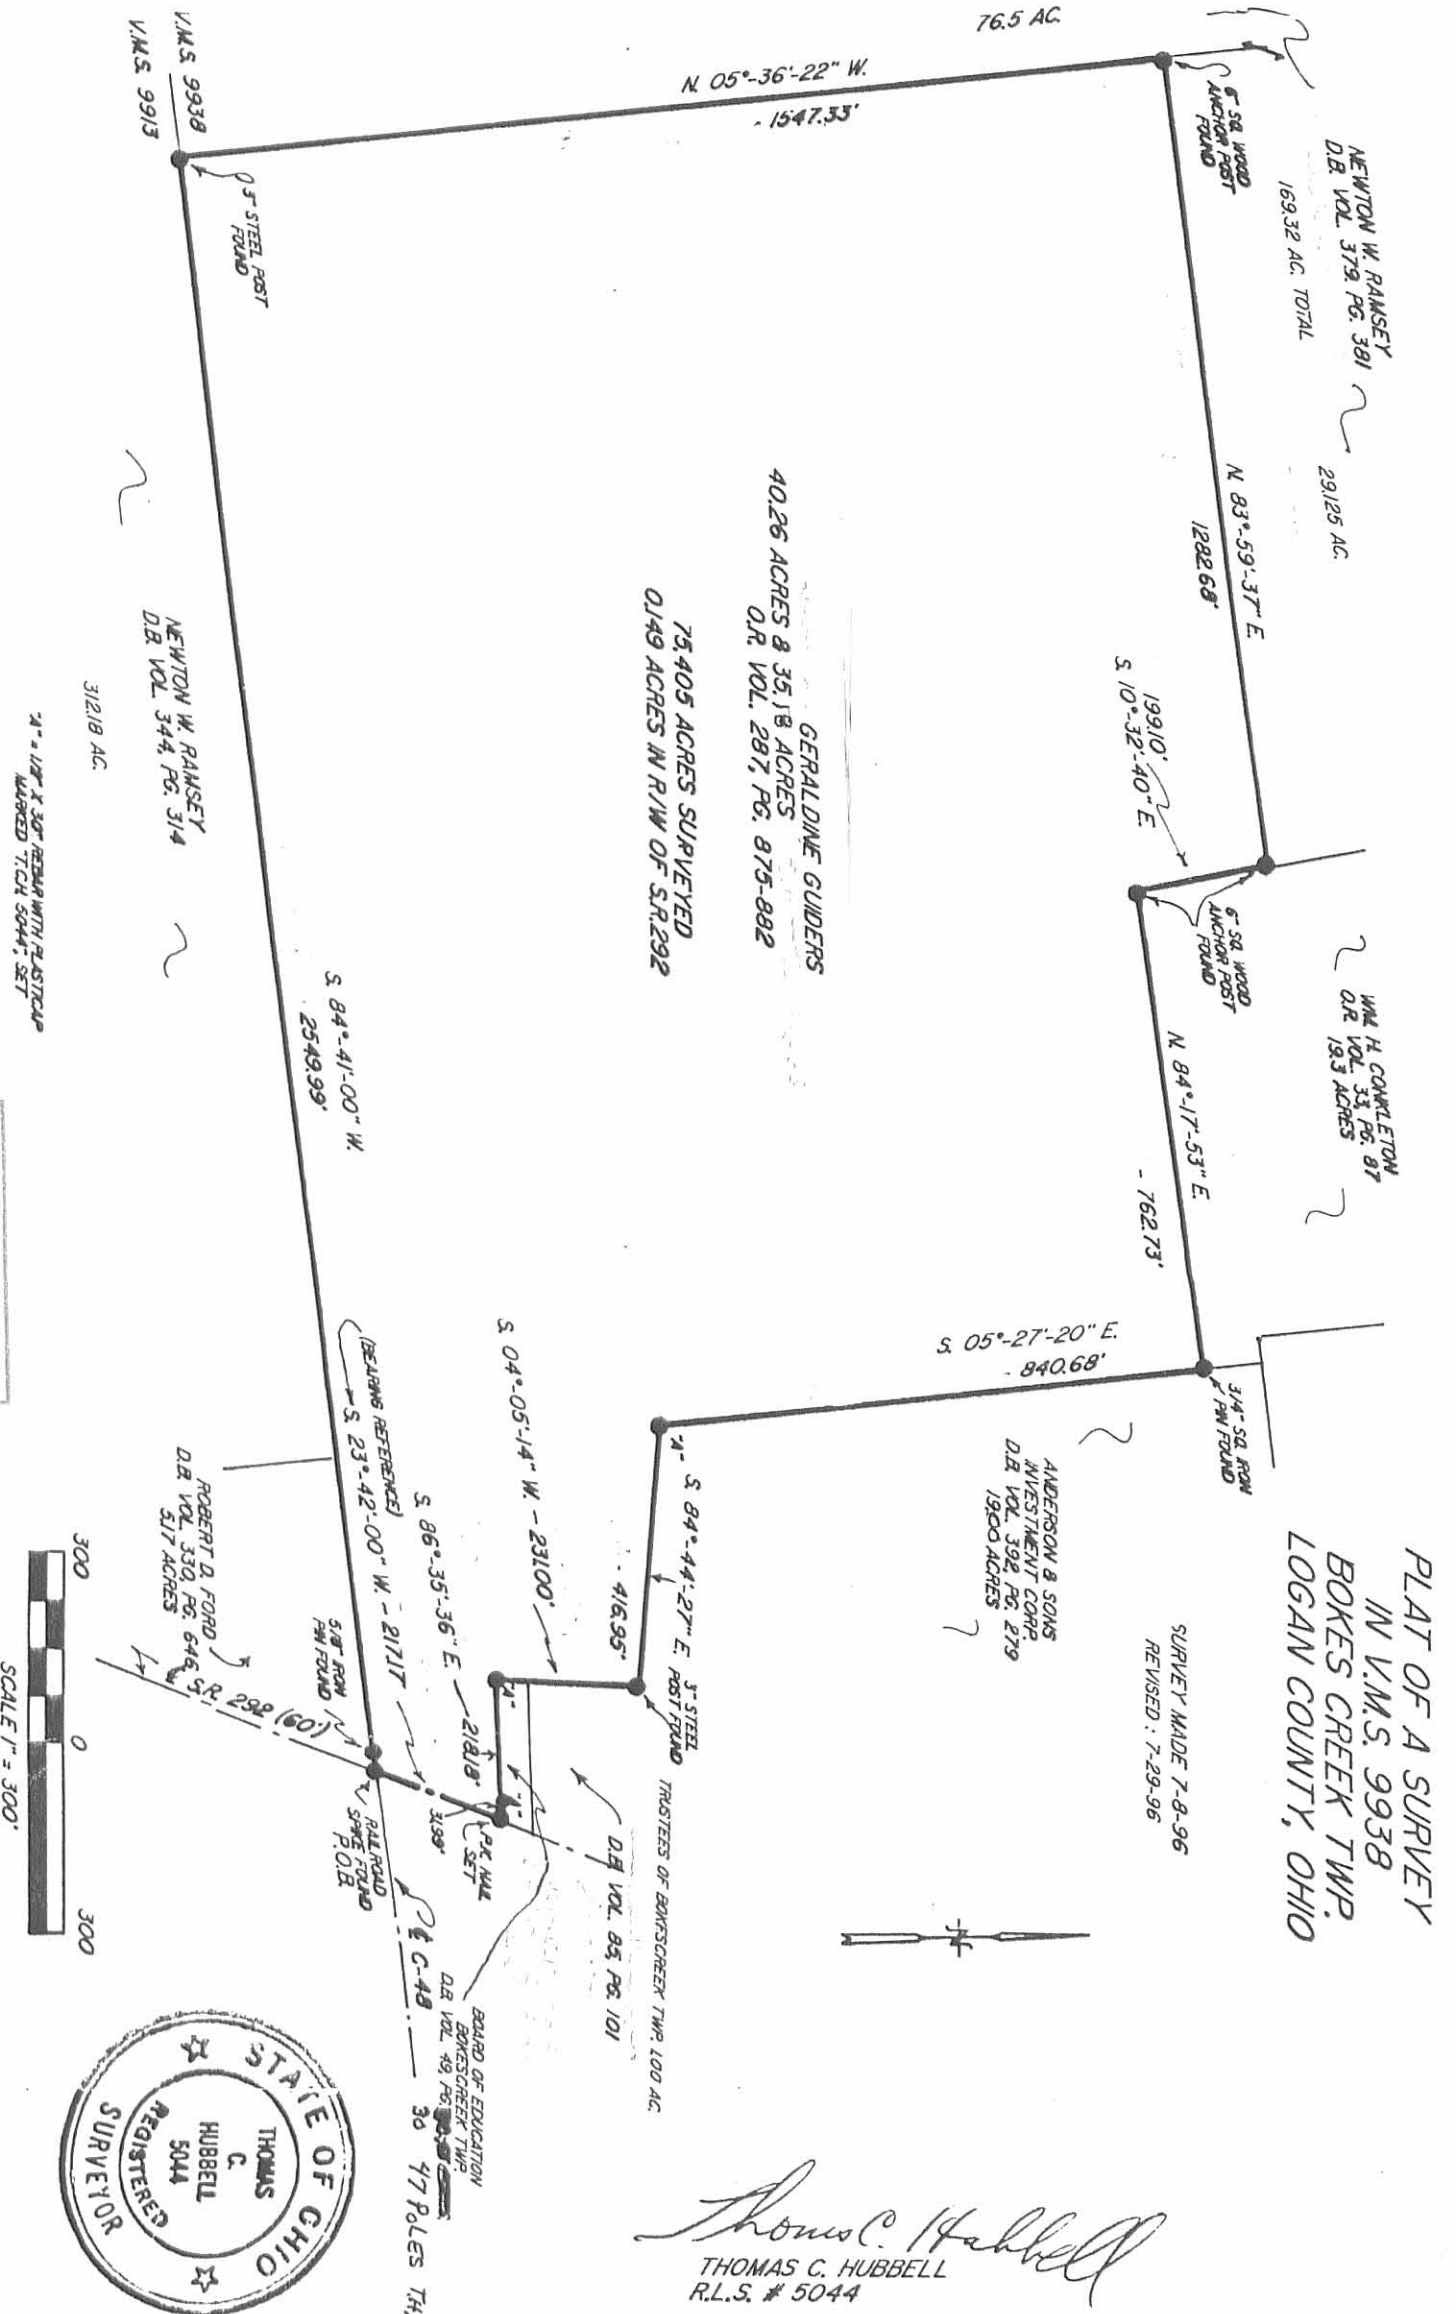 PLAT OF A SURVEY
IN V.M.S. 9938
BOKES CREEK TWP.
LOGAN COUNTY, OHIO
SURVEY MADE 7-8-96
REVISED: 7-29-96
NEWTON W. RAMSEY
D.B. VOL. 379, PG. 381
169.32 AC. TOTAL
29.125 AC.
76.5 AC.
6" SQ. WOOD
ANCHOR POST
FOUND
N. 83°-59'-37" E.
1282.68'
199.10'
S. 10°-32'-40" E.
6" SQ. WOOD
ANCHOR POST
FOUND
WM. H. CONKLETON
O.R. VOL. 33, PG. 87
19.3 ACRES
N. 84°-17'-53" E.
- 762.73'
3/4" SQ. IRON
PIN FOUND
S. 05°-27'-20" E.
- 840.68'
ANDERSON & SONS
INVESTMENT CORP.
D.B. VOL. 392, PG. 279
19.00 ACRES
N. 05°-36'-22" W.
- 1547.33'
GERALDINE GUIDERS
40.26 ACRES & 35.18 ACRES
O.R. VOL. 287, PG. 875-882
75.405 ACRES SURVEYED
0.149 ACRES IN R/W OF S.R.292
"A" S. 84°-44'-27" E.
- 416.95'
3" STEEL
POST FOUND
TRUSTEES OF BOKESCREEK TWP. 1.00 AC.
D.B. VOL. 85, PG. 101
S. 04°-05'-14" W. - 231.00'
"A"
"A"
S. 86°-35'-36" E. - 218.18'
P.K. NAIL
SET
31.99'
BOARD OF EDUCATION
BOKESCREEK TWP.
D.B. VOL. 49, PG.
S. 23°-42'-00" W. - 217.17'
(BEARING REFERENCE)
5/8" IRON
PIN FOUND
RAILROAD
SPIKE FOUND
P.O.B.
℄ C-48
30 47 POLES TH.
S.R. 292 (60')
ROBERT D. FORD
D.B. VOL. 330, PG. 646
5.17 ACRES
S. 84°-41'-00" W.
2549.99'
3" STEEL POST
FOUND
V.M.S. 9938
V.M.S. 9913
NEWTON W. RAMSEY
D.B. VOL. 344, PG. 314
312.18 AC.
"A" = 1/2" X 30" REBAR WITH PLASTICAP
MARKED T.C.H. 5044", SET
300 0 300
SCALE 1" = 300'
N
STATE OF OHIO
THOMAS
C.
HUBBELL
5044
REGISTERED
SURVEYOR
Thomas C. Hubbell
THOMAS C. HUBBELL
R.L.S. # 5044